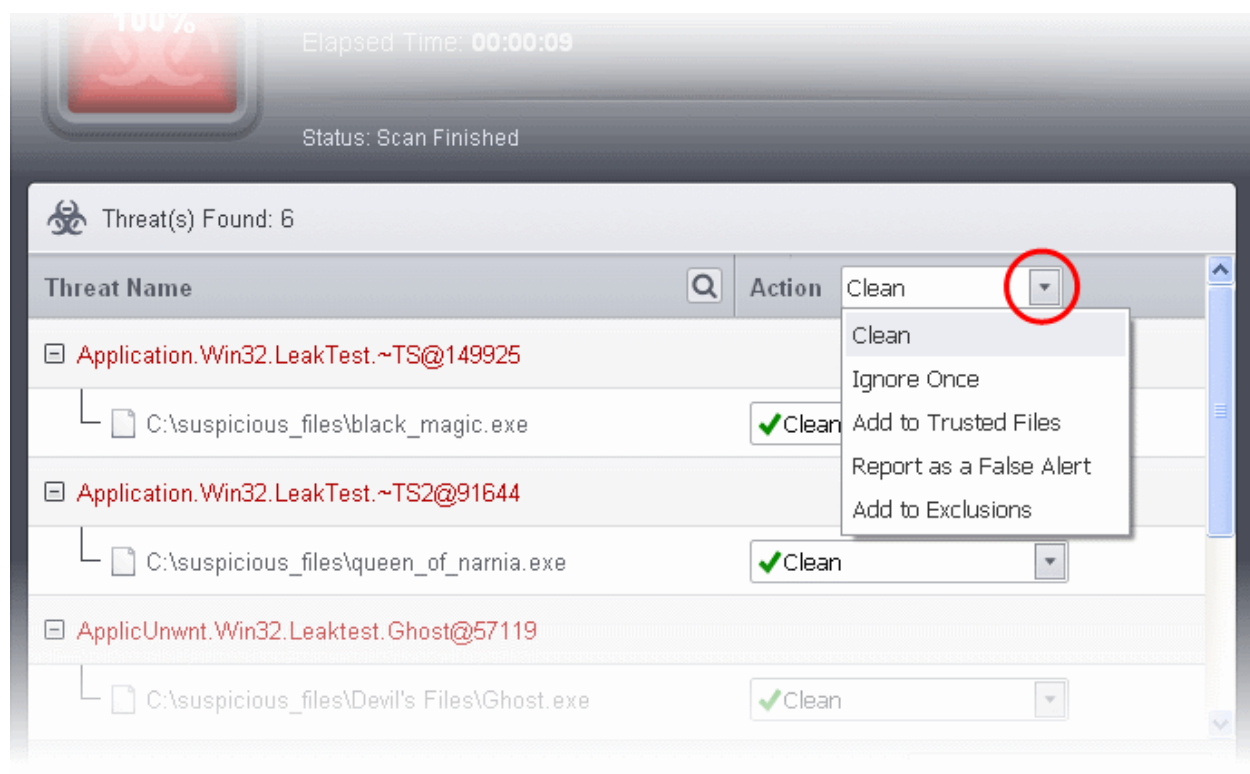 100%
Elapsed Time: 00:00:09
Status: Scan Finished
Threat(s) Found: 6
Threat Name
Action
Clean
Clean
Ignore Once
Add to Trusted Files
Report as a False Alert
Add to Exclusions
Application.Win32.LeakTest.~TS@149925
C:\suspicious_files\black_magic.exe
Clean
Application.Win32.LeakTest.~TS2@91644
C:\suspicious_files\queen_of_narnia.exe
Clean
ApplicUnwnt.Win32.Leaktest.Ghost@57119
C:\suspicious_files\Devil's Files\Ghost.exe
Clean